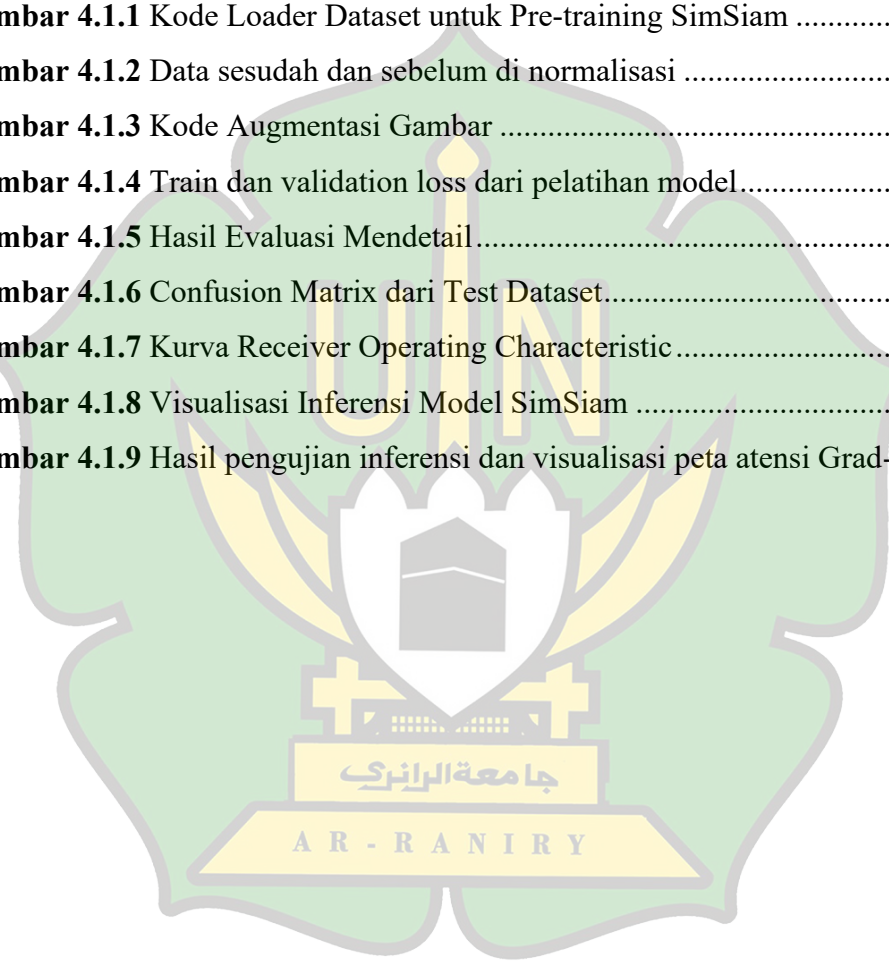 mbar 4.1.1 Kode Loader Dataset untuk Pre-training SimSiam ............
mbar 4.1.2 Data sesudah dan sebelum di normalisasi ..........................
mbar 4.1.3 Kode Augmentasi Gambar ..................................................
mbar 4.1.4 Train dan validation loss dari pelatihan model...................
mbar 4.1.5 Hasil Evaluasi Mendetail.....................................................
mbar 4.1.6 Confusion Matrix dari Test Dataset....................................
mbar 4.1.7 Kurva Receiver Operating Characteristic...........................
mbar 4.1.8 Visualisasi Inferensi Model SimSiam ................................
mbar 4.1.9 Hasil pengujian inferensi dan visualisasi peta atensi Grad-
UIN
جامعةالرانري
AR-RANIRY